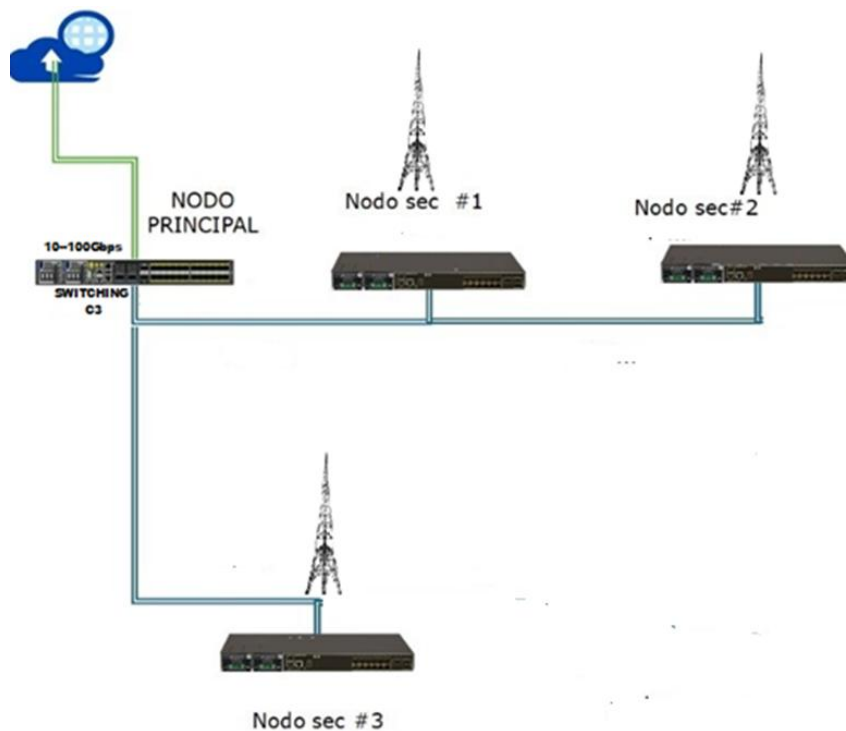 Nodo sec #1
Nodo sec#2
NODO
PRINCIPAL
10-100Gbps
SWITCHING
C3
Nodo sec #3